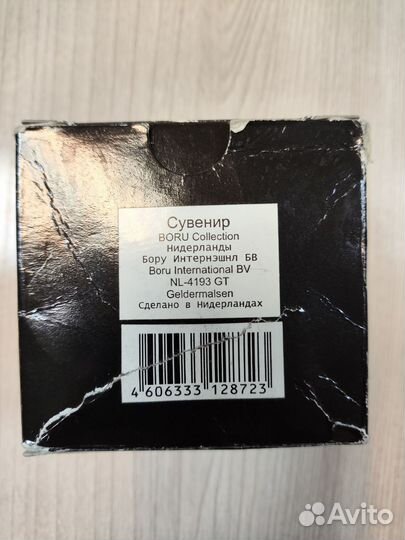 Сувенир
BORU Collection
Нидерланды
Бору Интернэшнл БВ
Boru International BV
NL-4193 GT
Geldermalsen
Сделано в Нидерландах
4 606333 128723
Avito